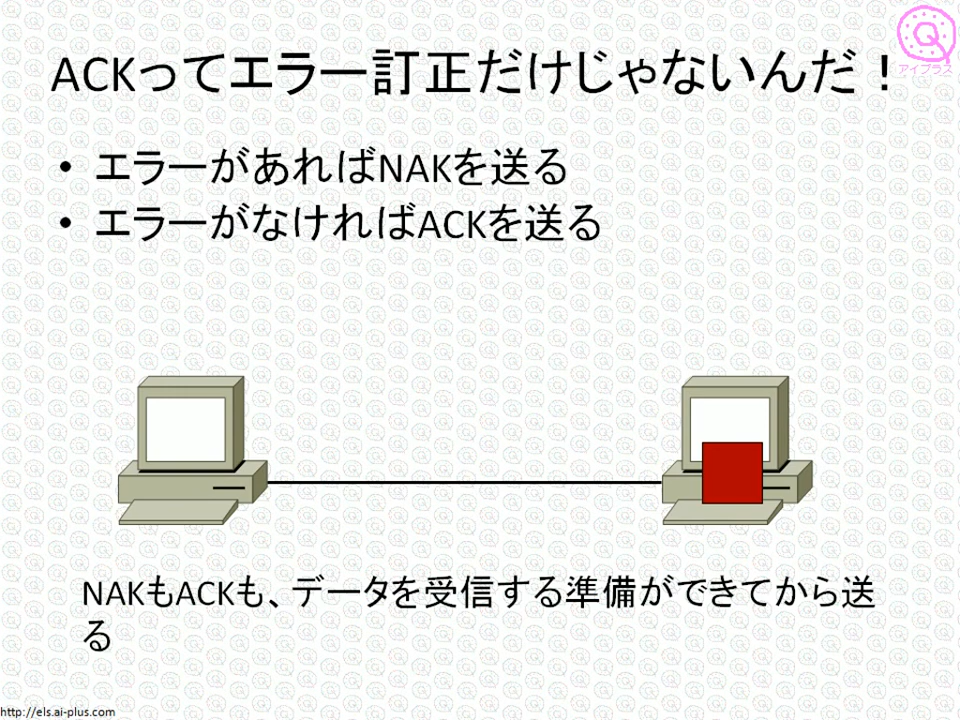 アイプラス
ACKってエラー訂正だけじゃないんだ！
• エラーがあればNAKを送る
• エラーがなければACKを送る
NAKもACKも、データを受信する準備ができてから送
る
http://els.ai-plus.com